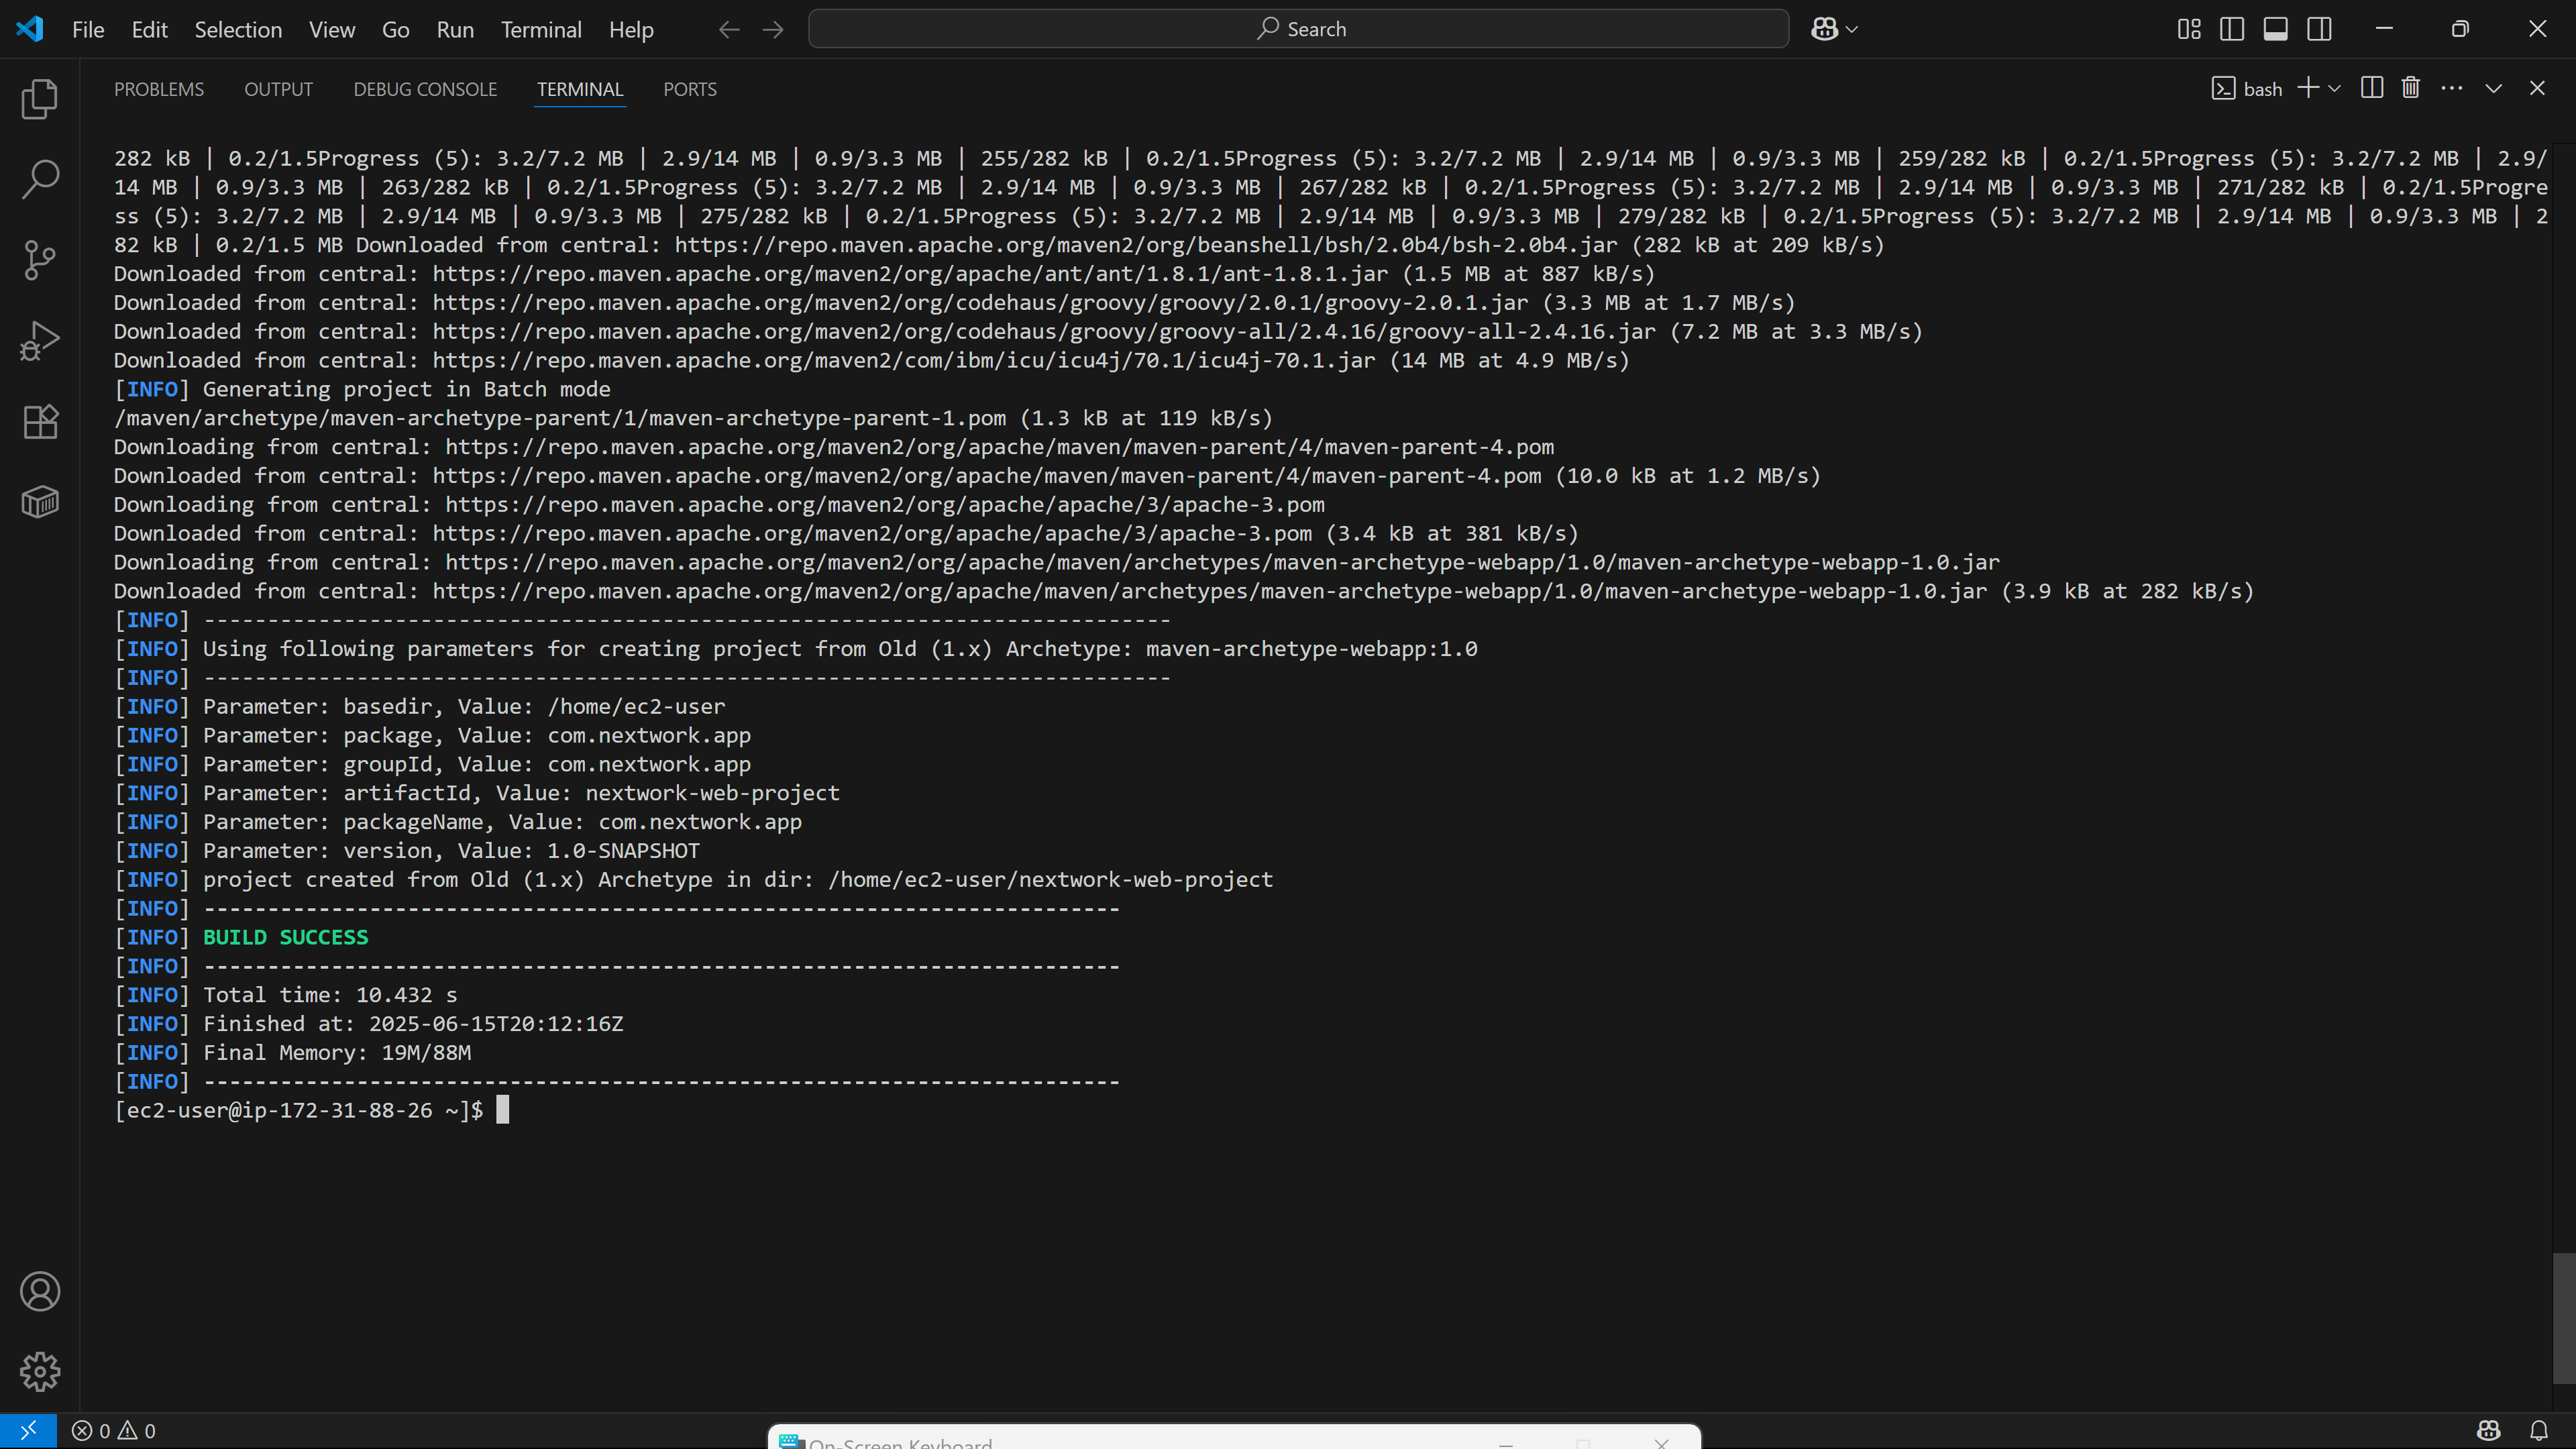 File Edit Selection View Go Run Terminal Help Search
PROBLEMS OUTPUT DEBUG CONSOLE TERMINAL PORTS bash
282 kB | 0.2/1.5Progress (5): 3.2/7.2 MB | 2.9/14 MB | 0.9/3.3 MB | 255/282 kB | 0.2/1.5Progress (5): 3.2/7.2 MB | 2.9/14 MB | 0.9/3.3 MB | 259/282 kB | 0.2/1.5Progress (5): 3.2/7.2 MB | 2.9/
14 MB | 0.9/3.3 MB | 263/282 kB | 0.2/1.5Progress (5): 3.2/7.2 MB | 2.9/14 MB | 0.9/3.3 MB | 267/282 kB | 0.2/1.5Progress (5): 3.2/7.2 MB | 2.9/14 MB | 0.9/3.3 MB | 271/282 kB | 0.2/1.5Progre
ss (5): 3.2/7.2 MB | 2.9/14 MB | 0.9/3.3 MB | 275/282 kB | 0.2/1.5Progress (5): 3.2/7.2 MB | 2.9/14 MB | 0.9/3.3 MB | 279/282 kB | 0.2/1.5Progress (5): 3.2/7.2 MB | 2.9/14 MB | 0.9/3.3 MB | 2
82 kB | 0.2/1.5 MB Downloaded from central: https://repo.maven.apache.org/maven2/org/beanshell/bsh/2.0b4/bsh-2.0b4.jar (282 kB at 209 kB/s)
Downloaded from central: https://repo.maven.apache.org/maven2/org/apache/ant/ant/1.8.1/ant-1.8.1.jar (1.5 MB at 887 kB/s)
Downloaded from central: https://repo.maven.apache.org/maven2/org/codehaus/groovy/groovy/2.0.1/groovy-2.0.1.jar (3.3 MB at 1.7 MB/s)
Downloaded from central: https://repo.maven.apache.org/maven2/org/codehaus/groovy/groovy-all/2.4.16/groovy-all-2.4.16.jar (7.2 MB at 3.3 MB/s)
Downloaded from central: https://repo.maven.apache.org/maven2/com/ibm/icu/icu4j/70.1/icu4j-70.1.jar (14 MB at 4.9 MB/s)
[INFO] Generating project in Batch mode
/maven/archetype/maven-archetype-parent/1/maven-archetype-parent-1.pom (1.3 kB at 119 kB/s)
Downloading from central: https://repo.maven.apache.org/maven2/org/apache/maven/maven-parent/4/maven-parent-4.pom
Downloaded from central: https://repo.maven.apache.org/maven2/org/apache/maven/maven-parent/4/maven-parent-4.pom (10.0 kB at 1.2 MB/s)
Downloading from central: https://repo.maven.apache.org/maven2/org/apache/apache/3/apache-3.pom
Downloaded from central: https://repo.maven.apache.org/maven2/org/apache/apache/3/apache-3.pom (3.4 kB at 381 kB/s)
Downloading from central: https://repo.maven.apache.org/maven2/org/apache/maven/archetypes/maven-archetype-webapp/1.0/maven-archetype-webapp-1.0.jar
Downloaded from central: https://repo.maven.apache.org/maven2/org/apache/maven/archetypes/maven-archetype-webapp/1.0/maven-archetype-webapp-1.0.jar (3.9 kB at 282 kB/s)
[INFO] ----------------------------------------------------------------------------
[INFO] Using following parameters for creating project from Old (1.x) Archetype: maven-archetype-webapp:1.0
[INFO] ----------------------------------------------------------------------------
[INFO] Parameter: basedir, Value: /home/ec2-user
[INFO] Parameter: package, Value: com.nextwork.app
[INFO] Parameter: groupId, Value: com.nextwork.app
[INFO] Parameter: artifactId, Value: nextwork-web-project
[INFO] Parameter: packageName, Value: com.nextwork.app
[INFO] Parameter: version, Value: 1.0-SNAPSHOT
[INFO] project created from Old (1.x) Archetype in dir: /home/ec2-user/nextwork-web-project
[INFO] ------------------------------------------------------------------------
[INFO] BUILD SUCCESS
[INFO] ------------------------------------------------------------------------
[INFO] Total time: 10.432 s
[INFO] Finished at: 2025-06-15T20:12:16Z
[INFO] Final Memory: 19M/88M
[INFO] ------------------------------------------------------------------------
[ec2-user@ip-172-31-88-26 ~]$
0 0
On-Screen Keyboard